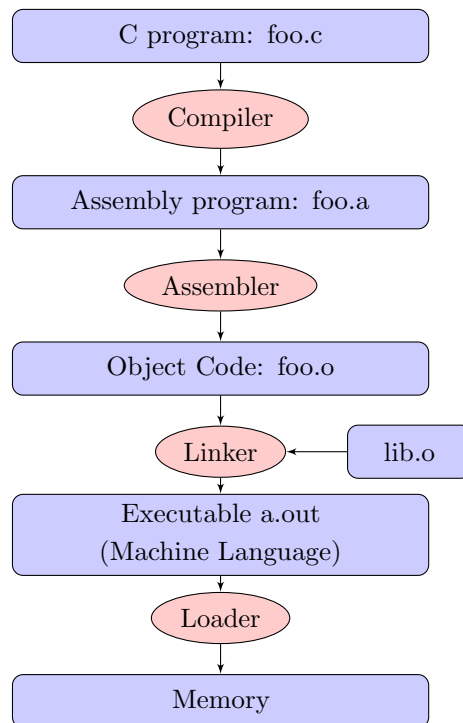 C program: foo.c
Compiler
Assembly program: foo.a
Assembler
Object Code: foo.o
Linker
lib.o
Executable a.out
(Machine Language)
Loader
Memory